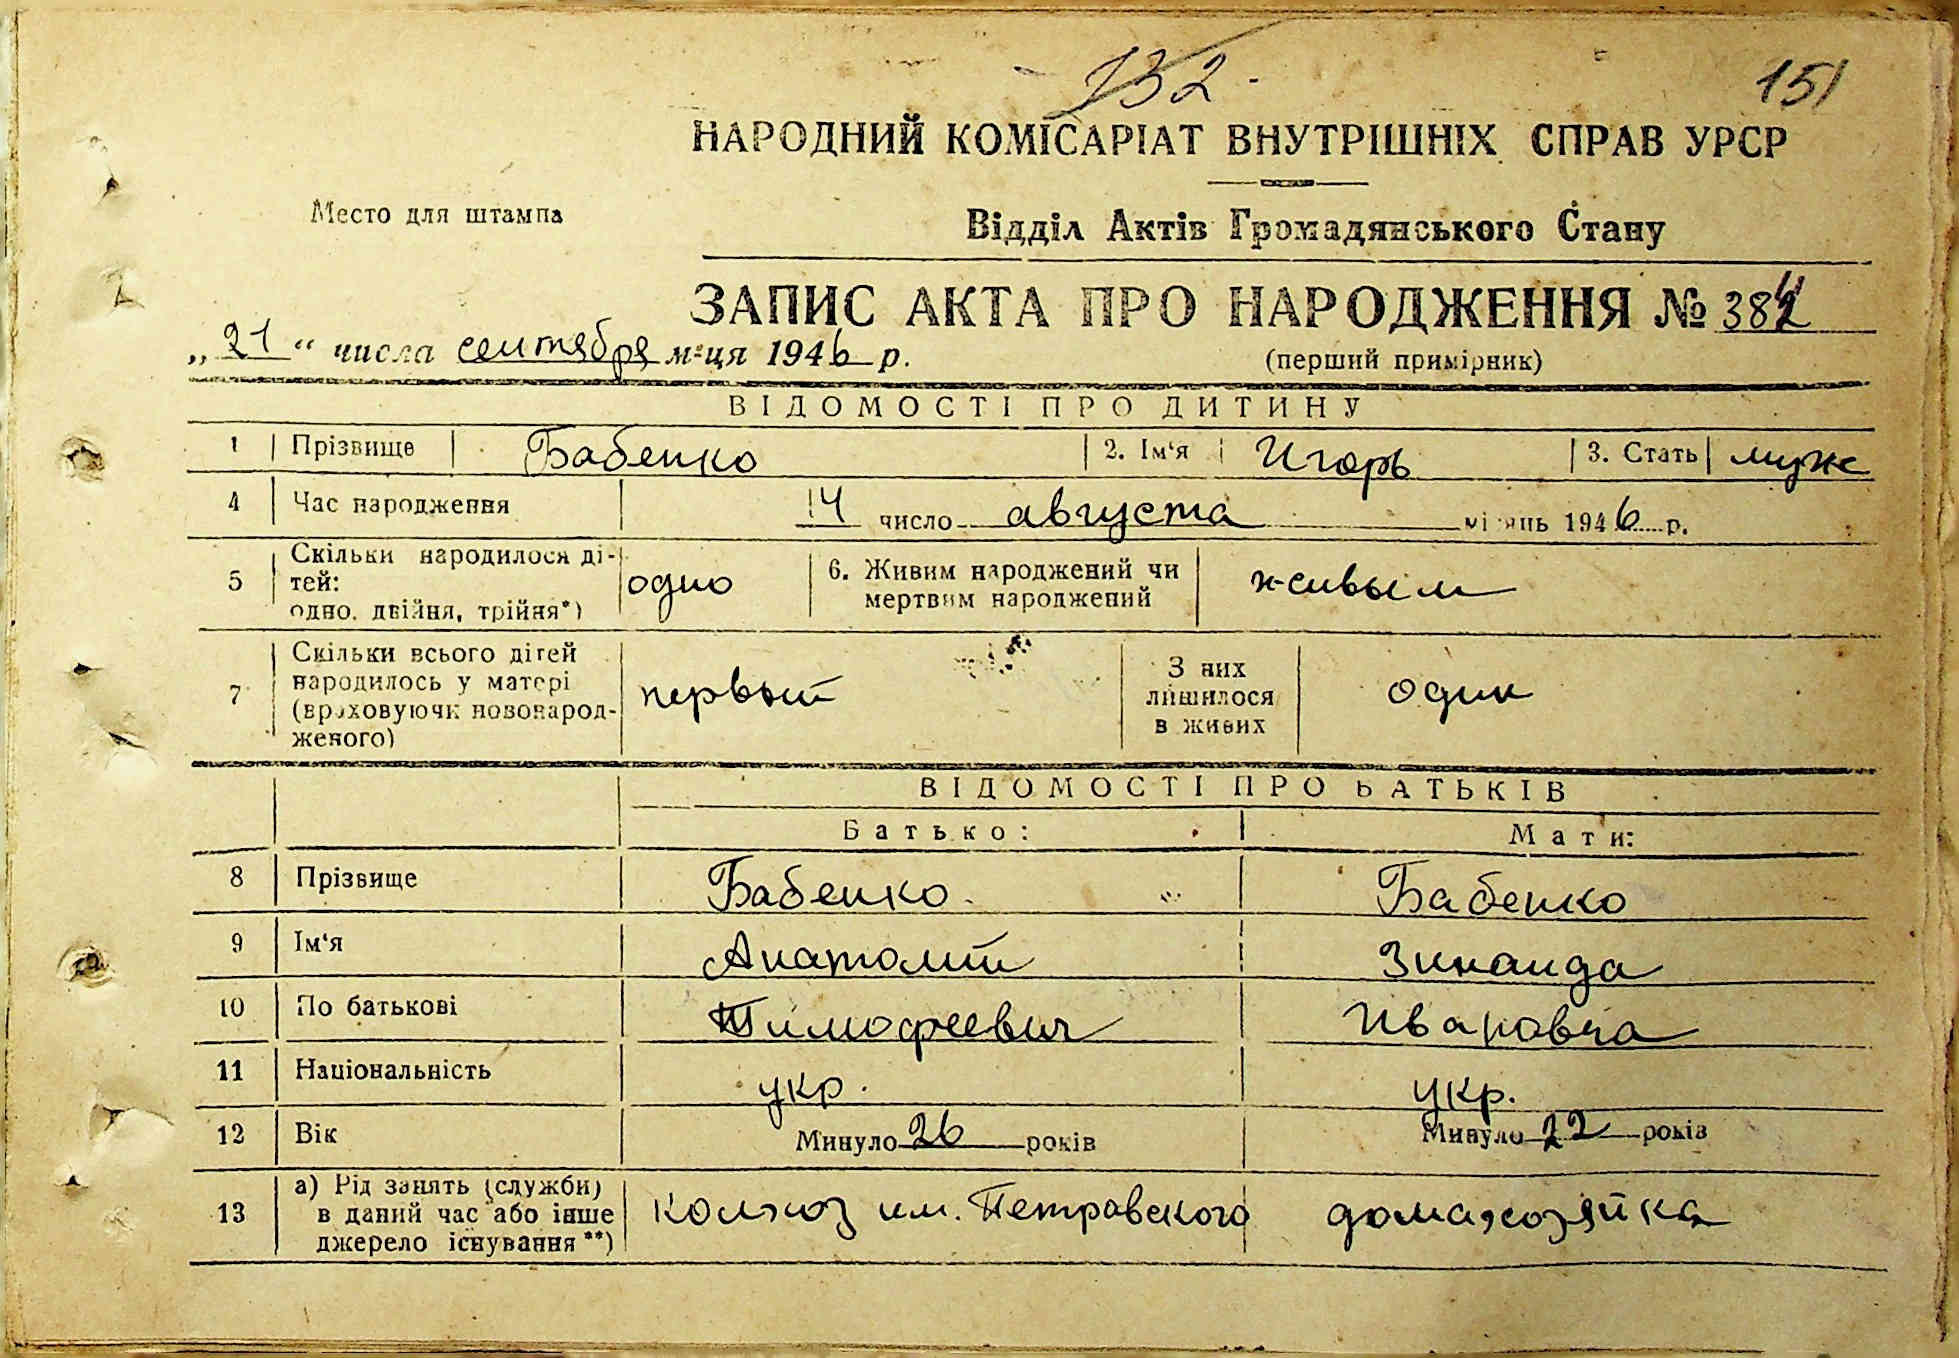 132
151
НАРОДНИЙ КОМІСАРІАТ ВНУТРІШНІХ СПРАВ УРСР
Место для штампа
Відділ Актів Громадянського Стану
ЗАПИС АКТА ПРО НАРОДЖЕННЯ №
„21“ числа сентября м-ця 1946 р.
(перший примірник)
ВІДОМОСТІ ПРО ДИТИНУ
1 Прізвище Бабенко 2. Ім'я Игорь 3. Стать муж
4 Час народження 14 число августа місяць 1946 р.
5 Скільки народилося ді-
тей:
одно, двійня, трійня*)
одно
6. Живим народжений чи
мертвим народжений
живым
7 Скільки всього дітей
народилось у матері
(враховуючи новонарод-
женого)
первый
З них
лишилося
в живих
один
ВІДОМОСТІ ПРО БАТЬКІВ
Батько: Мати:
8 Прізвище Бабенко Бабенко
9 Ім'я Анатолий Зинаида
10 По батькові Тимофеевич Ивановна
11 Національність укр. укр.
12 Вік Минуло 26 років Минуло 22 років
13 а) Рід занять (служби)
в даний час або інше
джерело існування**)
колхоз им. Петравского домахозяйка